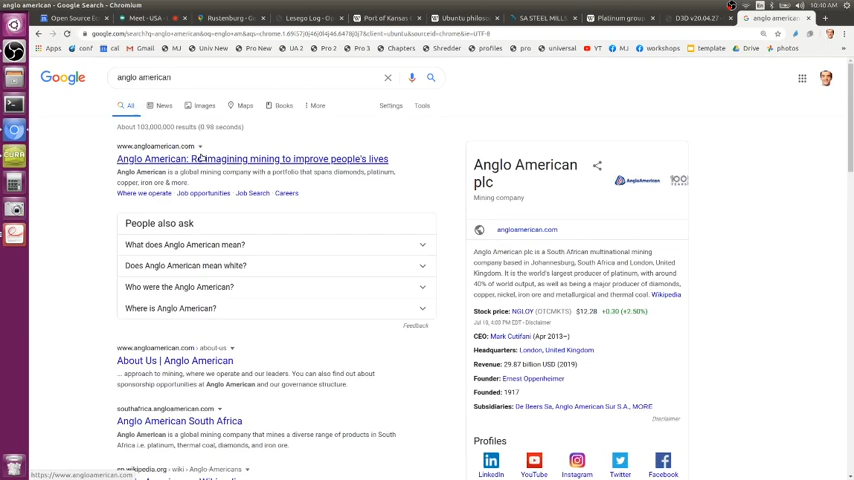 10:40 AM
Open Source Ec
Meet - USA
Rustenburg - G
Lesego Log - Op
Port of Kansas
Ubuntu philoso
SA STEEL MILLS
Platinum group
D3D v20.04.27
anglo american
google.com/search?
Apps
conf
cal
Gmail
MJ
Univ New
Pro New
UA 2
Pro 2
Pro 3
Chapters
Shredder
profiles
pro
universal
YT
MJ
workshops
template
Drive
photos
Google
anglo american
All
News
Images
Maps
Books
More
Settings
Tools
About 103,000,000 results (0.98 seconds)
www.angloamerican.com
Anglo American: Re-imagining mining to improve people's lives
Anglo American is a global mining company with a portfolio that spans diamonds, platinum,
copper, iron ore & more.
Where we operate · Job opportunities · Job Search · Careers
People also ask
What does Anglo American mean?
Does Anglo American mean white?
Who were the Anglo American?
Where is Anglo American?
Feedback
www.angloamerican.com › about-us
About Us | Anglo American
... approach to mining, where we operate and our leaders. You can also find out about
sponsorship opportunities at Anglo American and our governance structure.
southafrica.angloamerican.com
Anglo American South Africa
Anglo American is a global mining company that mines a diverse range of products in South
Africa i.e. platinum, thermal coal, diamonds, and iron ore.
en.wikipedia.org › wiki › Anglo_Americans
https://www.angloamerican.com
Anglo American
plc
Mining company
AngloAmerican
100
angloamerican.com
Anglo American plc is a South African multinational mining
company based in Johannesburg, South Africa and London, United
Kingdom. It is the world's largest producer of platinum, with around
40% of world output, as well as being a major producer of diamonds,
copper, nickel, iron ore and metallurgical and thermal coal. Wikipedia
Stock price: NGLOY (OTCMKTS) $12.28 +0.30 (+2.50%)
Jul 10, 4:00 PM EDT - Disclaimer
CEO: Mark Cutifani (Apr 2013–)
Headquarters: London, United Kingdom
Revenue: 29.87 billion USD (2019)
Founder: Ernest Oppenheimer
Founded: 1917
Subsidiaries: De Beers Sa, Anglo American Sur S.A., MORE
Disclaimer
Profiles
LinkedIn
YouTube
Instagram
Twitter
Facebook